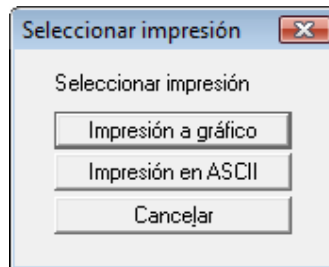 Seleccionar impresión
Seleccionar impresión
Impresión a gráfico
Impresión en ASCII
Cancelar